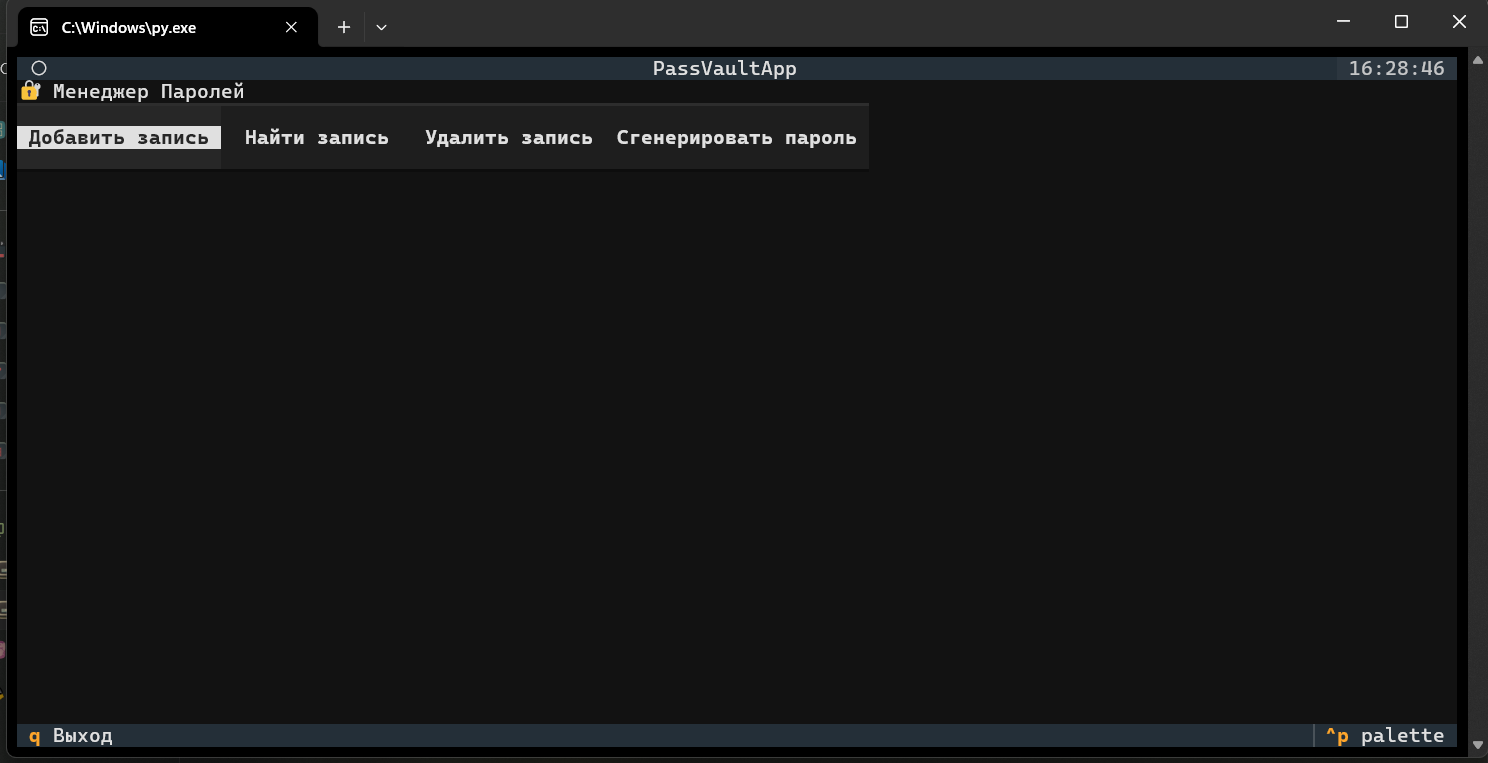 C:\Windows\py.exe
PassVaultApp 16:28:46
Менеджер Паролей
Добавить запись Найти запись Удалить запись Сгенерировать пароль
q Выход ^p palette